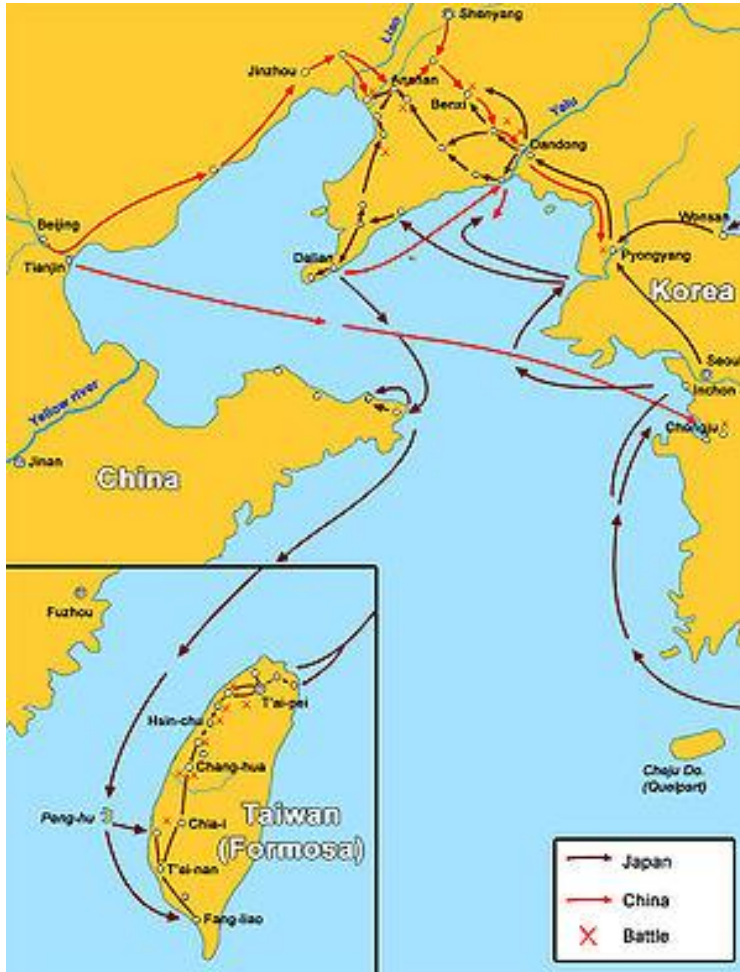 Shenyang
Liao
Jinzhou
Anshan
Benxi
Yalu
Dandong
Beijing
Tianjin
Dalian
Wonsan
Pyongyang
Korea
Seoul
Inchon
Chongju
Yellow river
Jinan
China
Fuzhou
T'ai-pei
Hsin-chu
Chang-hua
Peng-hu
Chia-i
Taiwan
(Formosa)
T'ai-nan
Fang-liao
Cheju Do.
(Quelpart)
Japan
China
Battle